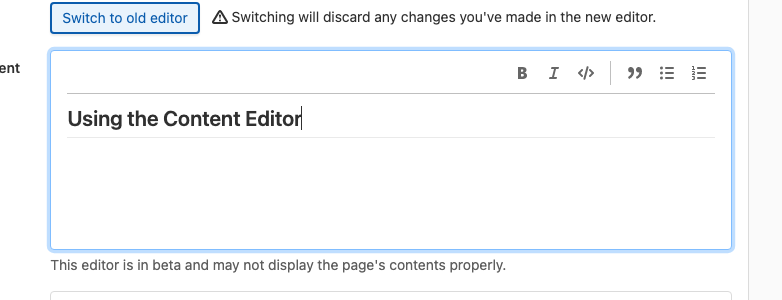 Switch to old editor ⚠ Switching will discard any changes you've made in the new editor.
ent
B I </>
Using the Content Editor
This editor is in beta and may not display the page's contents properly.